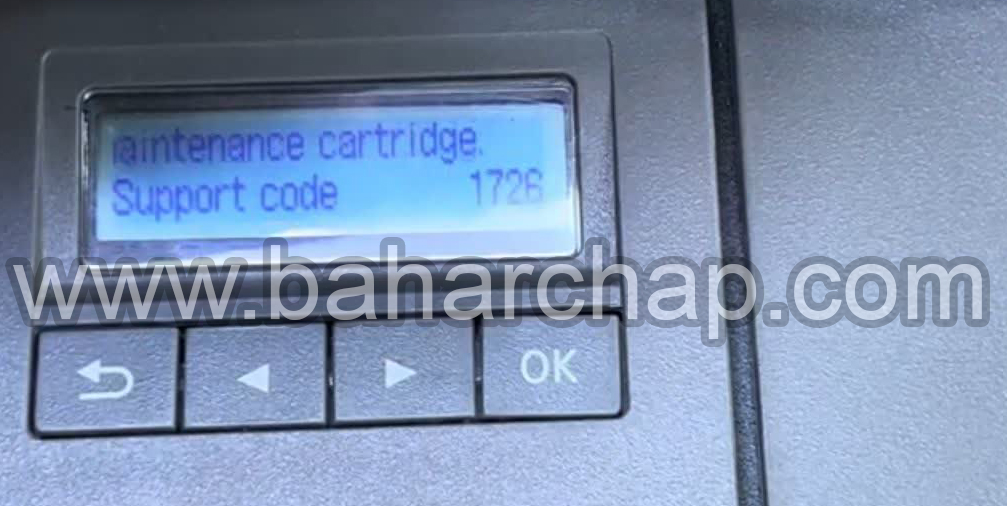 aintenance cartridge.
Support code 1726
www.baharchap.com
OK